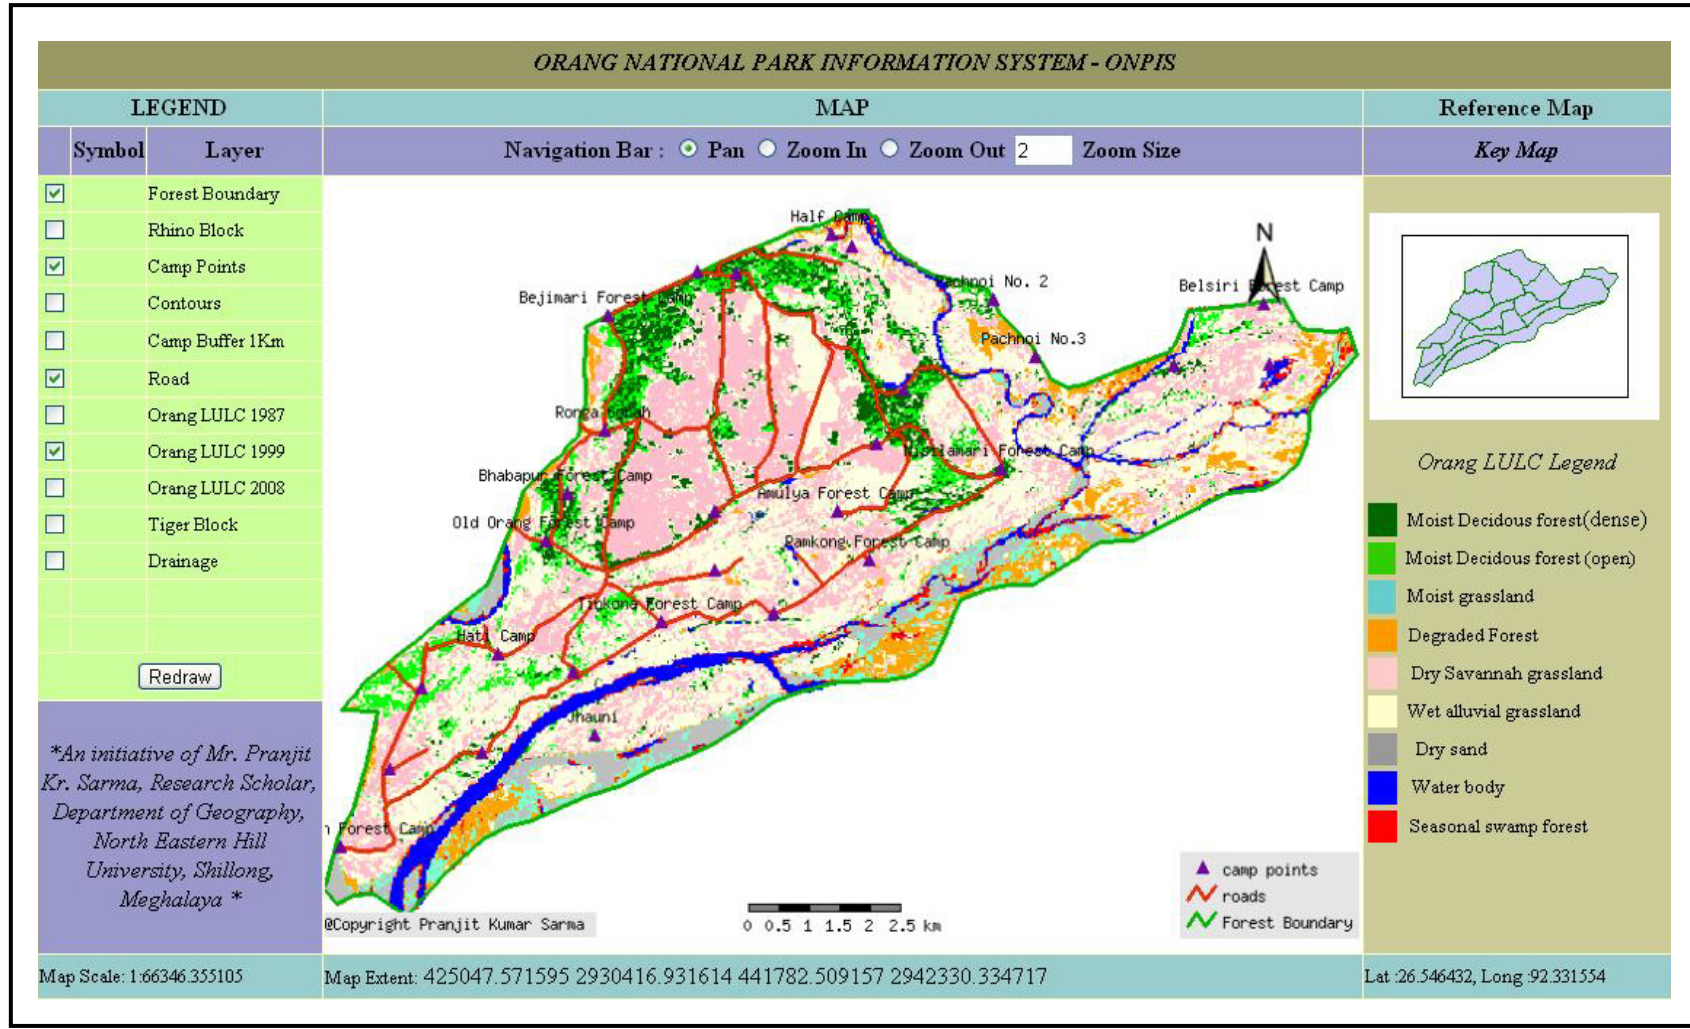 ORANG NATIONAL PARK INFORMATION SYSTEM - ONPIS
LEGEND
MAP
Reference Map
Symbol
Layer
Navigation Bar :
Pan
Zoom In
Zoom Out
2
Zoom Size
Key Map
Forest Boundary
Rhino Block
Camp Points
Contours
Camp Buffer 1Km
Road
Orang LULC 1987
Orang LULC 1999
Orang LULC 2008
Tiger Block
Drainage
Redraw
*An initiative of Mr. Pranjit
Kr. Sarma, Research Scholar,
Department of Geography,
North Eastern Hill
University, Shillong,
Meghalaya *
Half Camp
N
Pachnoi No. 2
Belsiri Forest Camp
Bejimari Forest Camp
Pachnoi No.3
Ronga
Nisilamari Forest Camp
Bhabapur Forest Camp
Amulya Forest Camp
Old Orang Forest Camp
Ramkong Forest Camp
Tinkona Forest Camp
Hati Camp
Jhauni
Forest Camp
camp points
roads
Forest Boundary
@Copyright Pranjit Kumar Sarma
0 0.5 1 1.5 2 2.5 km
Orang LULC Legend
Moist Decidous forest(dense)
Moist Decidous forest (open)
Moist grassland
Degraded Forest
Dry Savannah grassland
Wet alluvial grassland
Dry sand
Water body
Seasonal swamp forest
Map Scale: 1:66346.355105
Map Extent: 425047.571595 2930416.931614 441782.509157 2942330.334717
Lat :26.546432, Long :92.331554